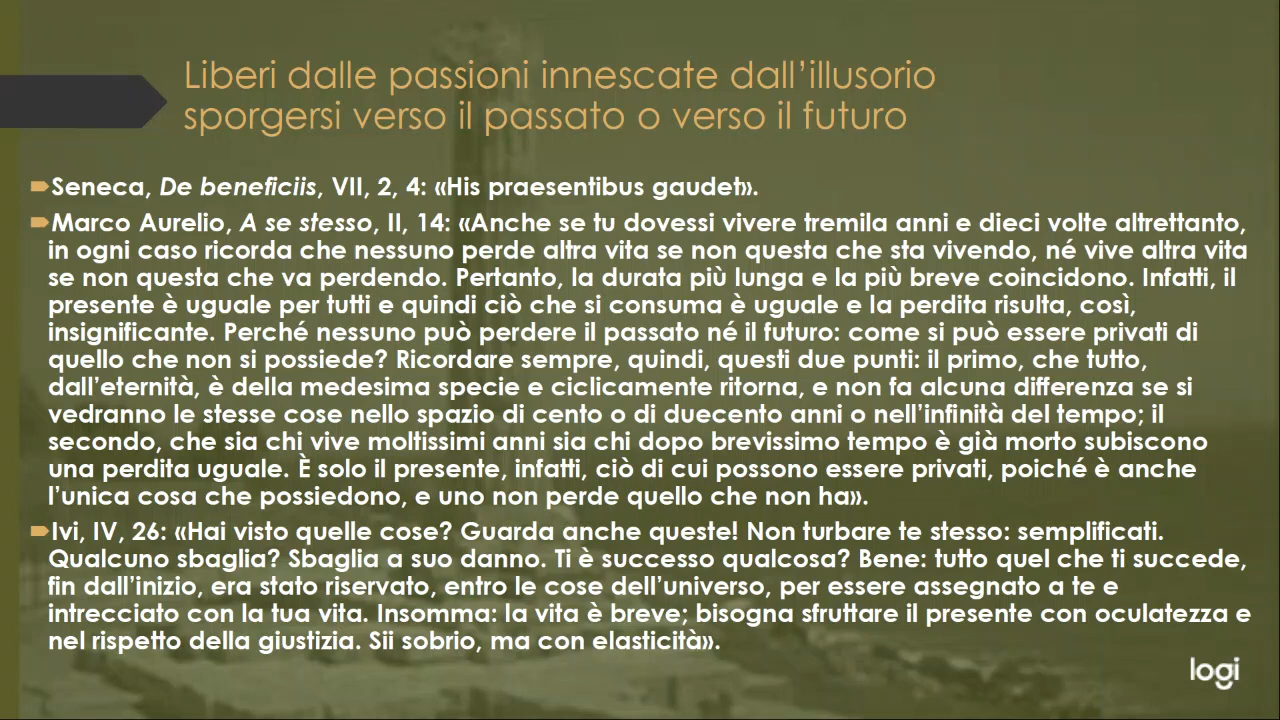 Liberi dalle passioni innescate dall’illusorio
sporgersi verso il passato o verso il futuro
Seneca, De beneficiis, VII, 2, 4: «His praesentibus gaudet».
Marco Aurelio, A se stesso, II, 14: «Anche se tu dovessi vivere tremila anni e dieci volte altrettanto,
in ogni caso ricorda che nessuno perde altra vita se non questa che sta vivendo, né vive altra vita
se non questa che va perdendo. Pertanto, la durata più lunga e la più breve coincidono. Infatti, il
presente è uguale per tutti e quindi ciò che si consuma è uguale e la perdita risulta, così,
insignificante. Perché nessuno può perdere il passato né il futuro: come si può essere privati di
quello che non si possiede? Ricordare sempre, quindi, questi due punti: il primo, che tutto,
dall’eternità, è della medesima specie e ciclicamente ritorna, e non fa alcuna differenza se si
vedranno le stesse cose nello spazio di cento o di duecento anni o nell’infinità del tempo; il
secondo, che sia chi vive moltissimi anni sia chi dopo brevissimo tempo è già morto subiscono
una perdita uguale. È solo il presente, infatti, ciò di cui possono essere privati, poiché è anche
l’unica cosa che possiedono, e uno non perde quello che non ha».
Ivi, IV, 26: «Hai visto quelle cose? Guarda anche queste! Non turbare te stesso: semplificati.
Qualcuno sbaglia? Sbaglia a suo danno. Ti è successo qualcosa? Bene: tutto quel che ti succede,
fin dall’inizio, era stato riservato, entro le cose dell’universo, per essere assegnato a te e
intrecciato con la tua vita. Insomma: la vita è breve; bisogna sfruttare il presente con oculatezza e
nel rispetto della giustizia. Sii sobrio, ma con elasticità».
logi